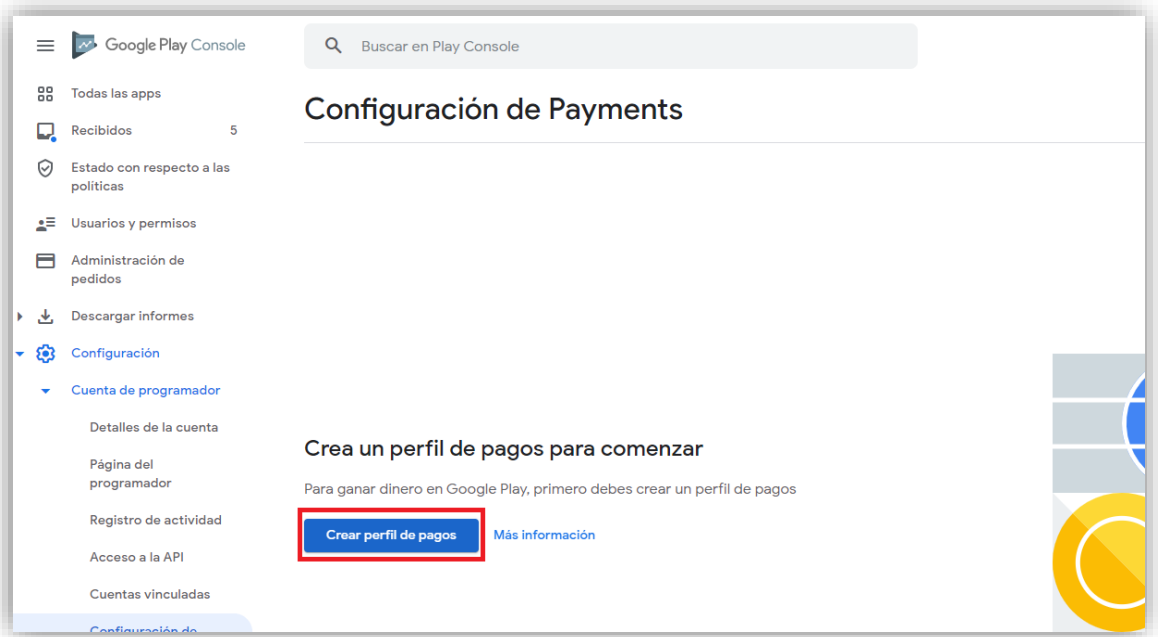 Google Play Console
Buscar en Play Console
Todas las apps
Recibidos 5
Estado con respecto a las
políticas
Usuarios y permisos
Administración de
pedidos
Descargar informes
Configuración
Cuenta de programador
Detalles de la cuenta
Página del
programador
Registro de actividad
Acceso a la API
Cuentas vinculadas
Configuración de
Configuración de Payments
Crea un perfil de pagos para comenzar
Para ganar dinero en Google Play, primero debes crear un perfil de pagos
Crear perfil de pagos
Más información